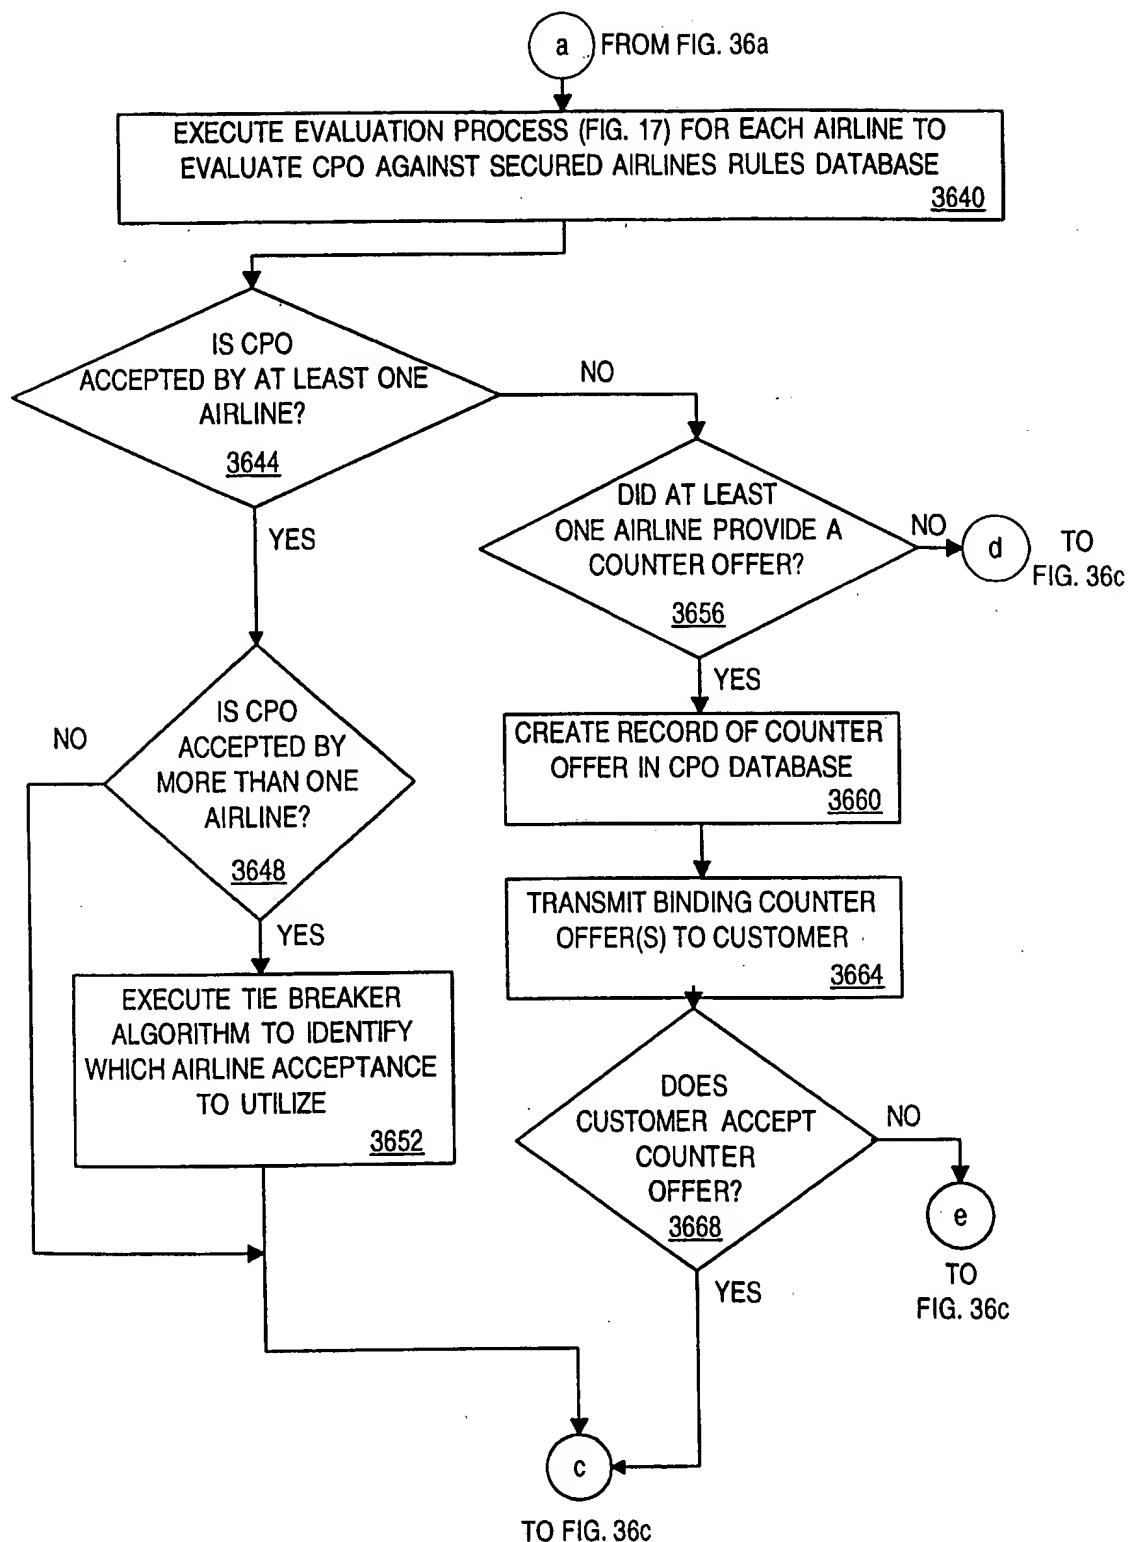 a
FROM FIG. 36a
EXECUTE EVALUATION PROCESS (FIG. 17) FOR EACH AIRLINE TO
EVALUATE CPO AGAINST SECURED AIRLINES RULES DATABASE
3640
IS CPO
ACCEPTED BY AT LEAST ONE
AIRLINE?
3644
NO
YES
DID AT LEAST
ONE AIRLINE PROVIDE A
COUNTER OFFER?
3656
NO
d
TO
FIG. 36c
YES
IS CPO
ACCEPTED BY
MORE THAN ONE
AIRLINE?
3648
NO
YES
CREATE RECORD OF COUNTER
OFFER IN CPO DATABASE
3660
TRANSMIT BINDING COUNTER
OFFER(S) TO CUSTOMER
3664
EXECUTE TIE BREAKER
ALGORITHM TO IDENTIFY
WHICH AIRLINE ACCEPTANCE
TO UTILIZE
3652
DOES
CUSTOMER ACCEPT
COUNTER
OFFER?
3668
NO
e
TO
FIG. 36c
YES
c
TO FIG. 36c